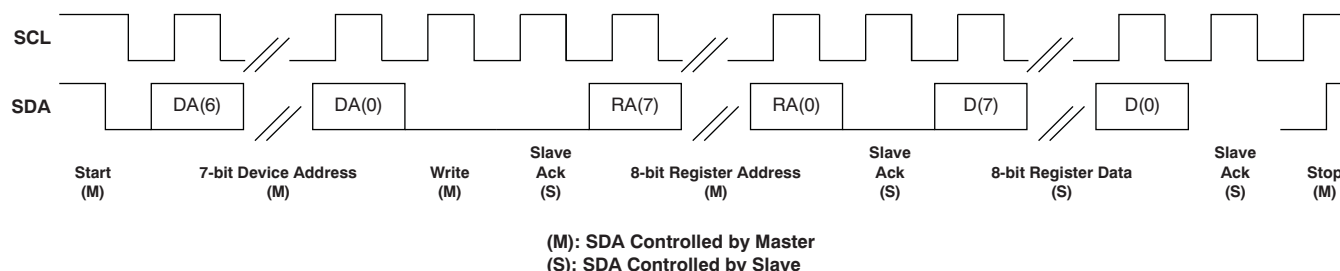 SCL
SDA
DA(6)
DA(0)
RA(7)
RA(0)
D(7)
D(0)
Start
(M)
7-bit Device Address
(M)
Write
(M)
Slave
Ack
(S)
8-bit Register Address
(M)
Slave
Ack
(S)
8-bit Register Data
(S)
Slave
Ack
(S)
Stop
(M)
(M): SDA Controlled by Master
(S): SDA Controlled by Slave